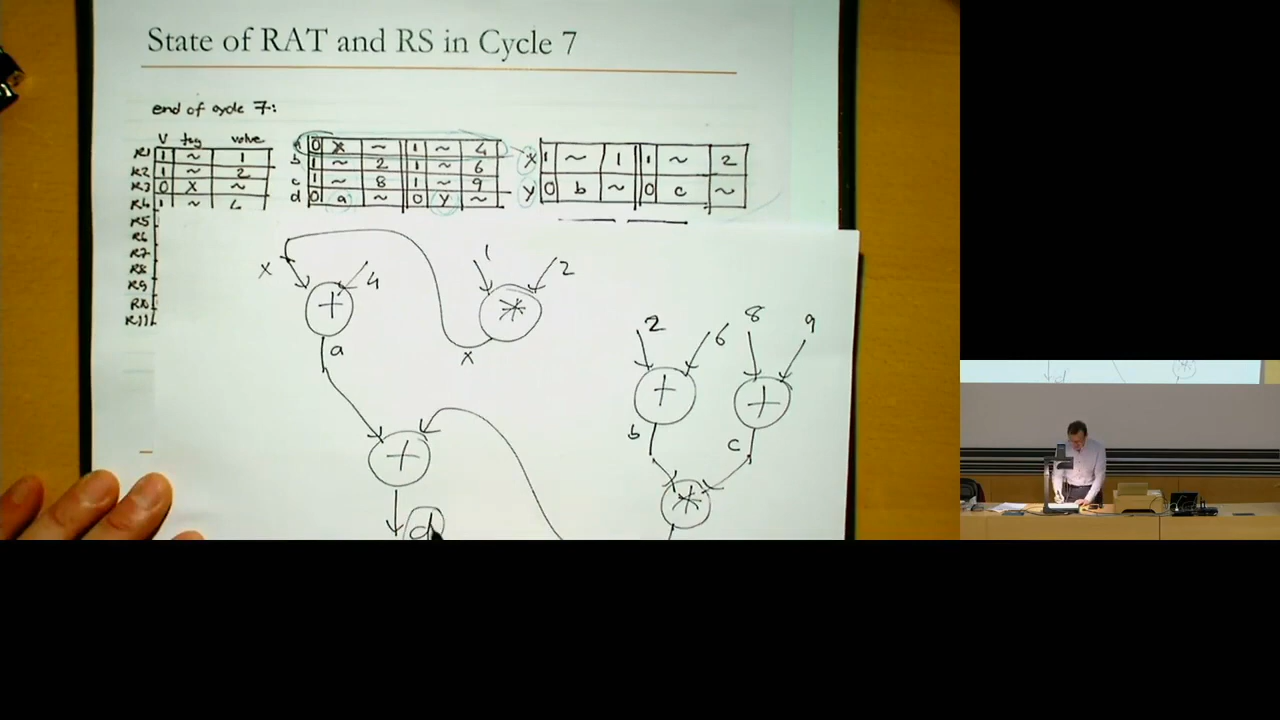 State of RAT and RS in Cycle 7
end of cycle 7:
V tag value
R1 1 ~ 1
R2 1 ~ 2
R3 0 X ~
R4 1 ~ 4
R5
R6
R7
R8
R9
R10
R11
a 0 X ~ 1 ~ 4
b 1 ~ 2 1 ~ 6
c 1 ~ 8 1 ~ 9
d 0 a ~ 0 Y ~
X 1 ~ 1 1 ~ 2
Y 0 b ~ 0 c ~
X 4 1 2
+ *
a X
2 6 8 9
+ +
b c
+ *
d